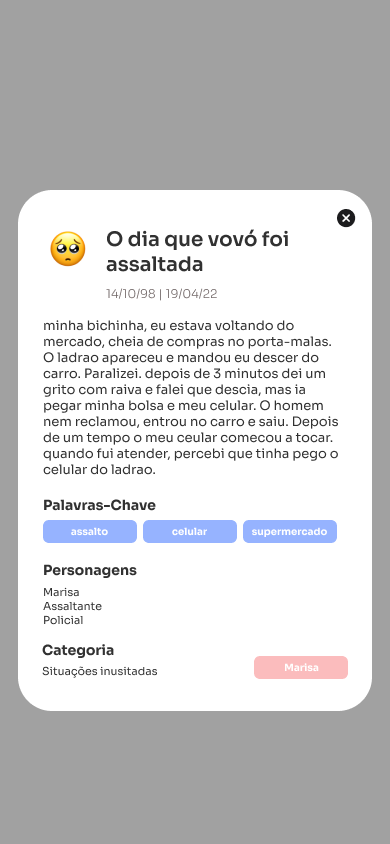 O dia que vovó foi
assaltada
14/10/98 | 19/04/22
minha bichinha, eu estava voltando do
mercado, cheia de compras no porta-malas.
O ladrao apareceu e mandou eu descer do
carro. Paralizei. depois de 3 minutos dei um
grito com raiva e falei que descia, mas ia
pegar minha bolsa e meu celular. O homem
nem reclamou, entrou no carro e saiu. Depois
de um tempo o meu ceular comecou a tocar.
quando fui atender, percebi que tinha pego o
celular do ladrao.
Palavras-Chave
assalto celular supermercado
Personagens
Marisa
Assaltante
Policial
Categoria
Situações inusitadas
Marisa